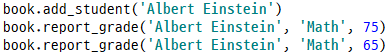 book.add_student('Albert Einstein')
book.report_grade('Albert Einstein', 'Math', 75)
book.report_grade('Albert Einstein', 'Math', 65)